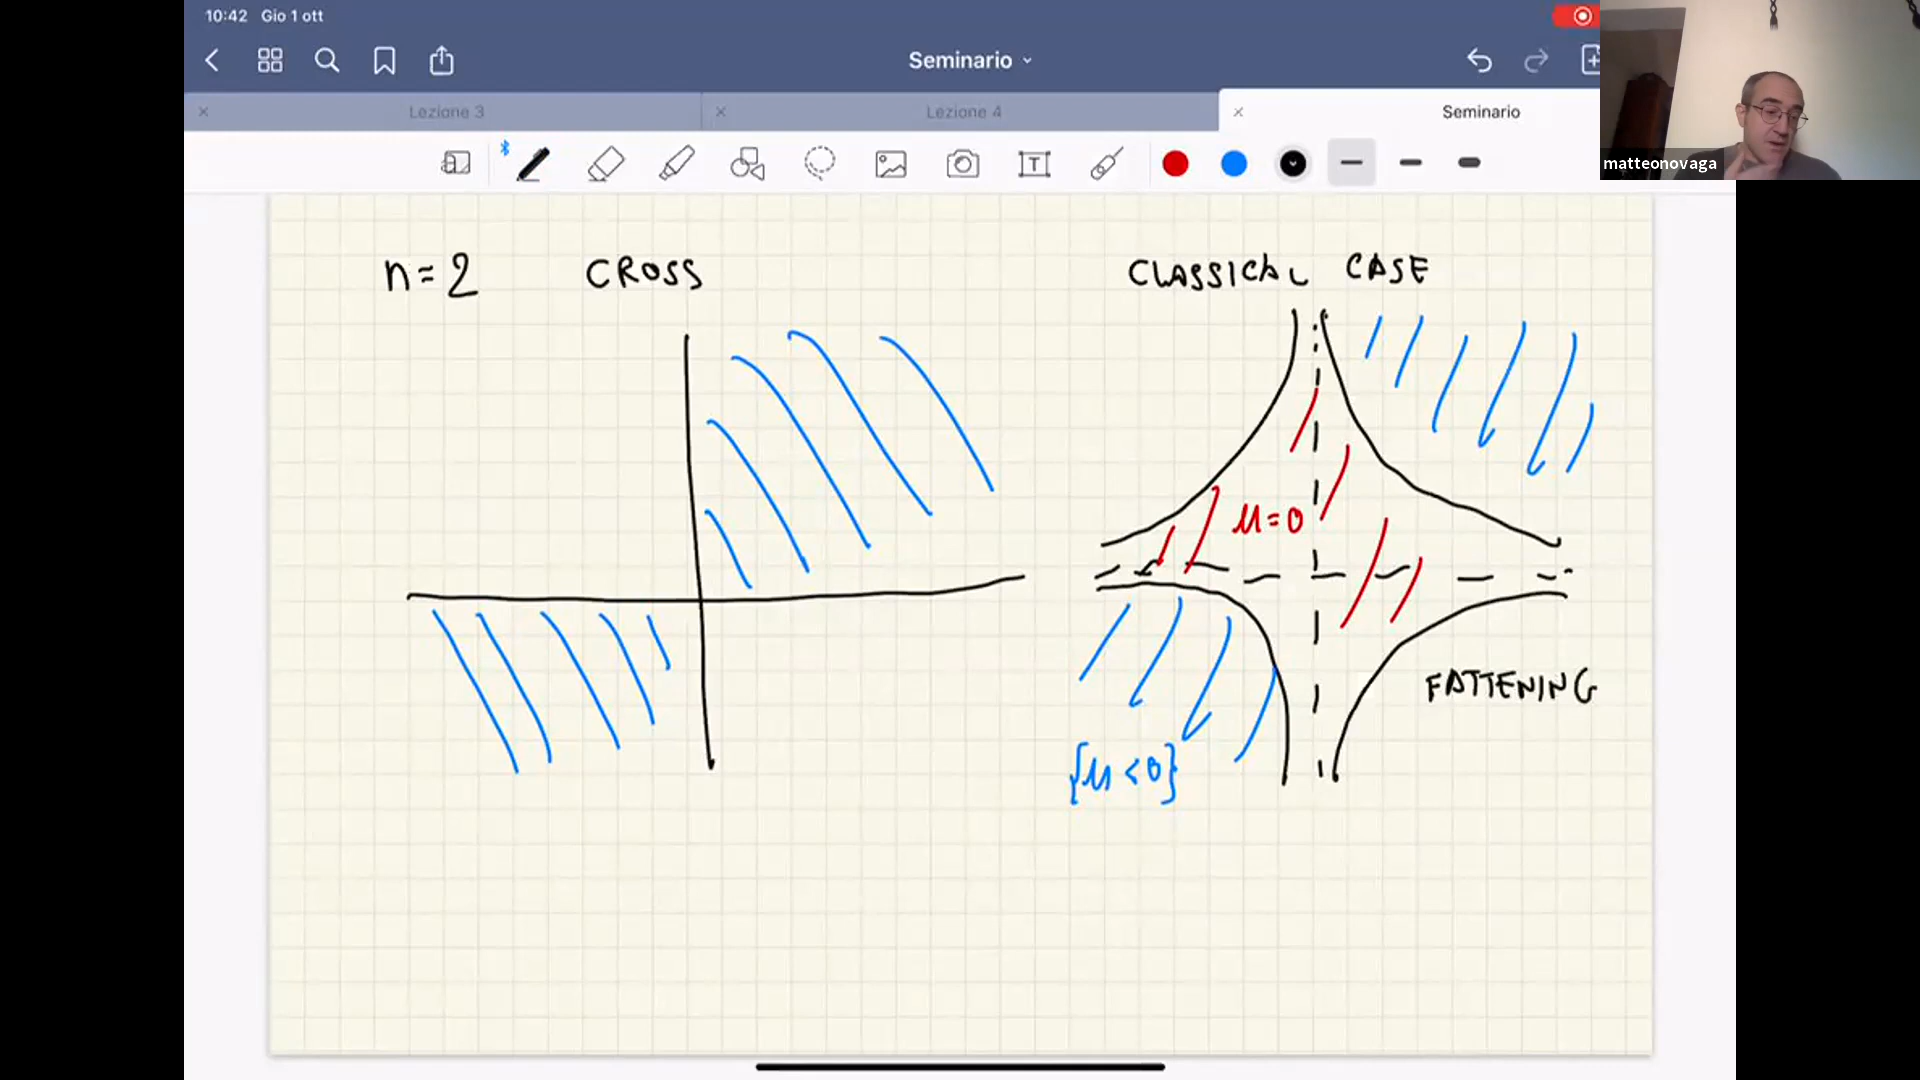 10:42 Gio 1 ott
Seminario
Lezione 3
Lezione 4
Seminario
T
matteonovaga
n=2 CROSS
CLASSICAL CASE
u=0
FATTENING
{u<0}